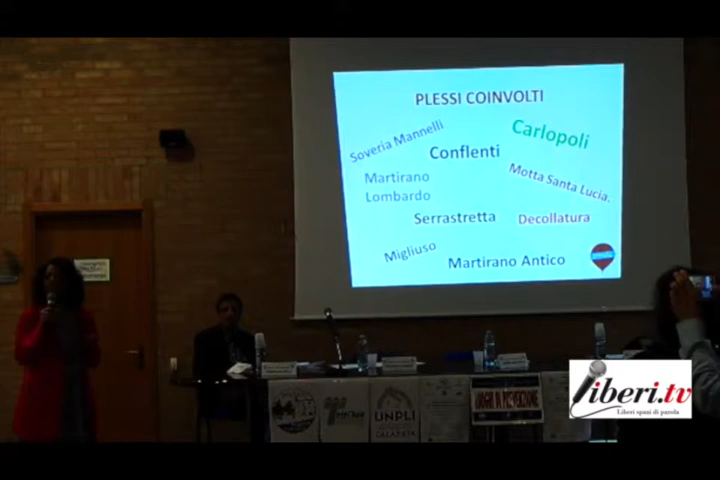 PLESSI COINVOLTI
Soveria Mannelli
Carlopoli
Conflenti
Martirano
Lombardo
Motta Santa Lucia.
Serrastretta
Decollatura
Migliuso
Martirano Antico
UNPLI
CALABRIA
liberi.tv
Liberi spazi di parola